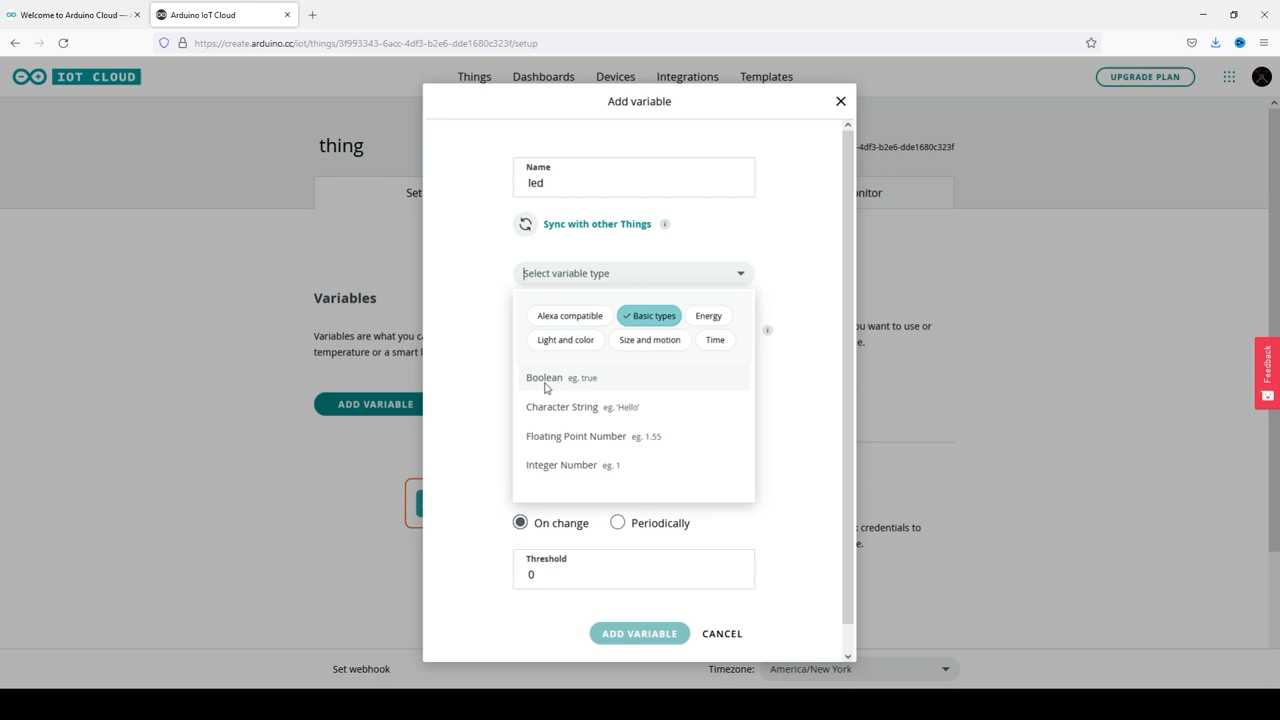 Welcome to Arduino Cloud —
Arduino IoT Cloud
https://create.arduino.cc/iot/things/3f993343-6acc-4df3-b2e6-dde1680c323f/setup
IOT CLOUD
Things
Dashboards
Devices
Integrations
Templates
UPGRADE PLAN
Add variable
thing
-4df3-b2e6-dde1680c323f
Name
led
Set
nitor
Sync with other Things
i
Select variable type
Variables
Alexa compatible
Basic types
Energy
Light and color
Size and motion
Time
Variables are what you c
temperature or a smart l
you want to use or
e.
i
Feedback
Boolean eg. true
ADD VARIABLE
Character String eg. 'Hello'
Floating Point Number eg. 1.55
Integer Number eg. 1
On change
Periodically
k credentials to
e.
Threshold
0
ADD VARIABLE
CANCEL
Set webhook
Timezone:
America/New York